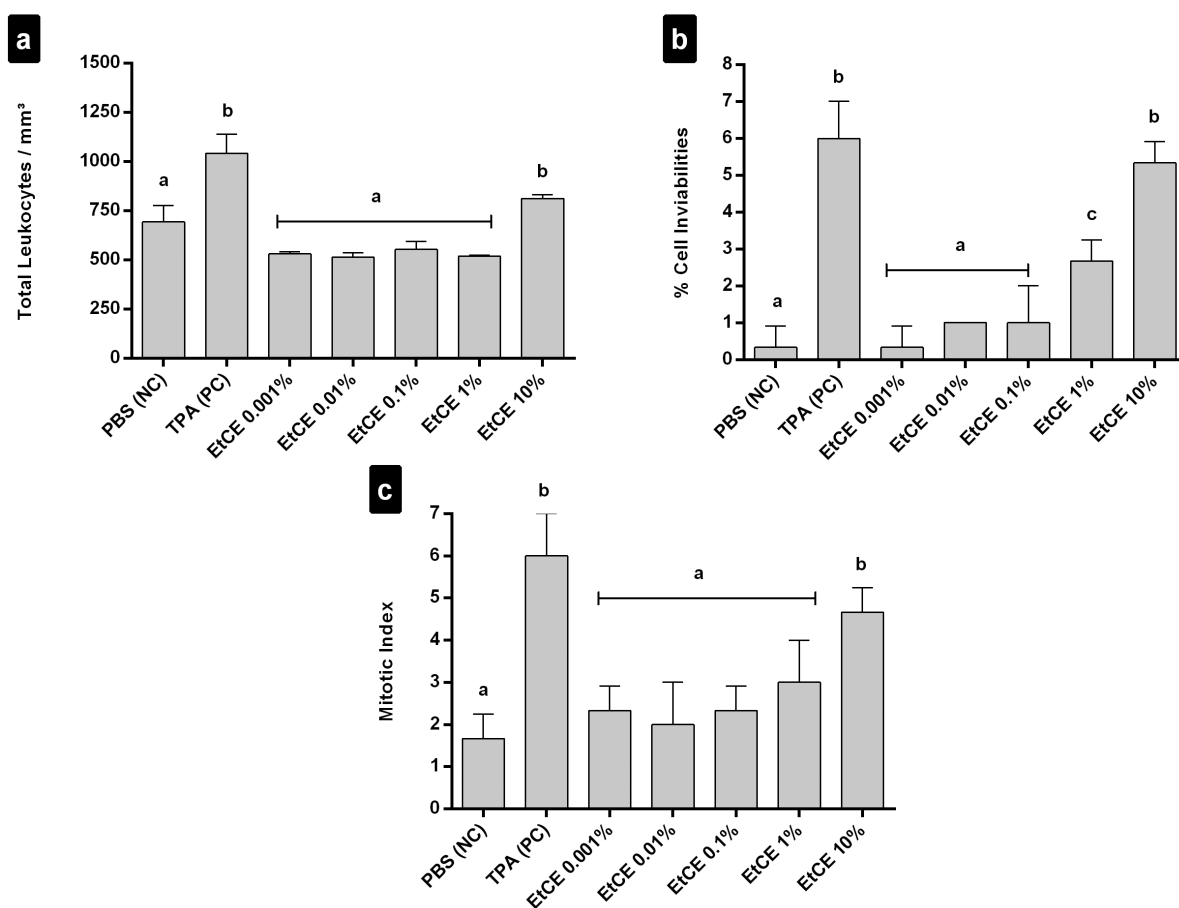 a
Total Leukocytes / mm³
1500
1250
1000
750
500
250
0
a
b
a
b
PBS (NC)
TPA (PC)
EtCE 0.001%
EtCE 0.01%
EtCE 0.1%
EtCE 1%
EtCE 10%
b
% Cell Inviabilities
8
7
6
5
4
3
2
1
0
a
b
a
c
b
PBS (NC)
TPA (PC)
EtCE 0.001%
EtCE 0.01%
EtCE 0.1%
EtCE 1%
EtCE 10%
c
Mitotic Index
7
6
5
4
3
2
1
0
a
b
a
b
PBS (NC)
TPA (PC)
EtCE 0.001%
EtCE 0.01%
EtCE 0.1%
EtCE 1%
EtCE 10%